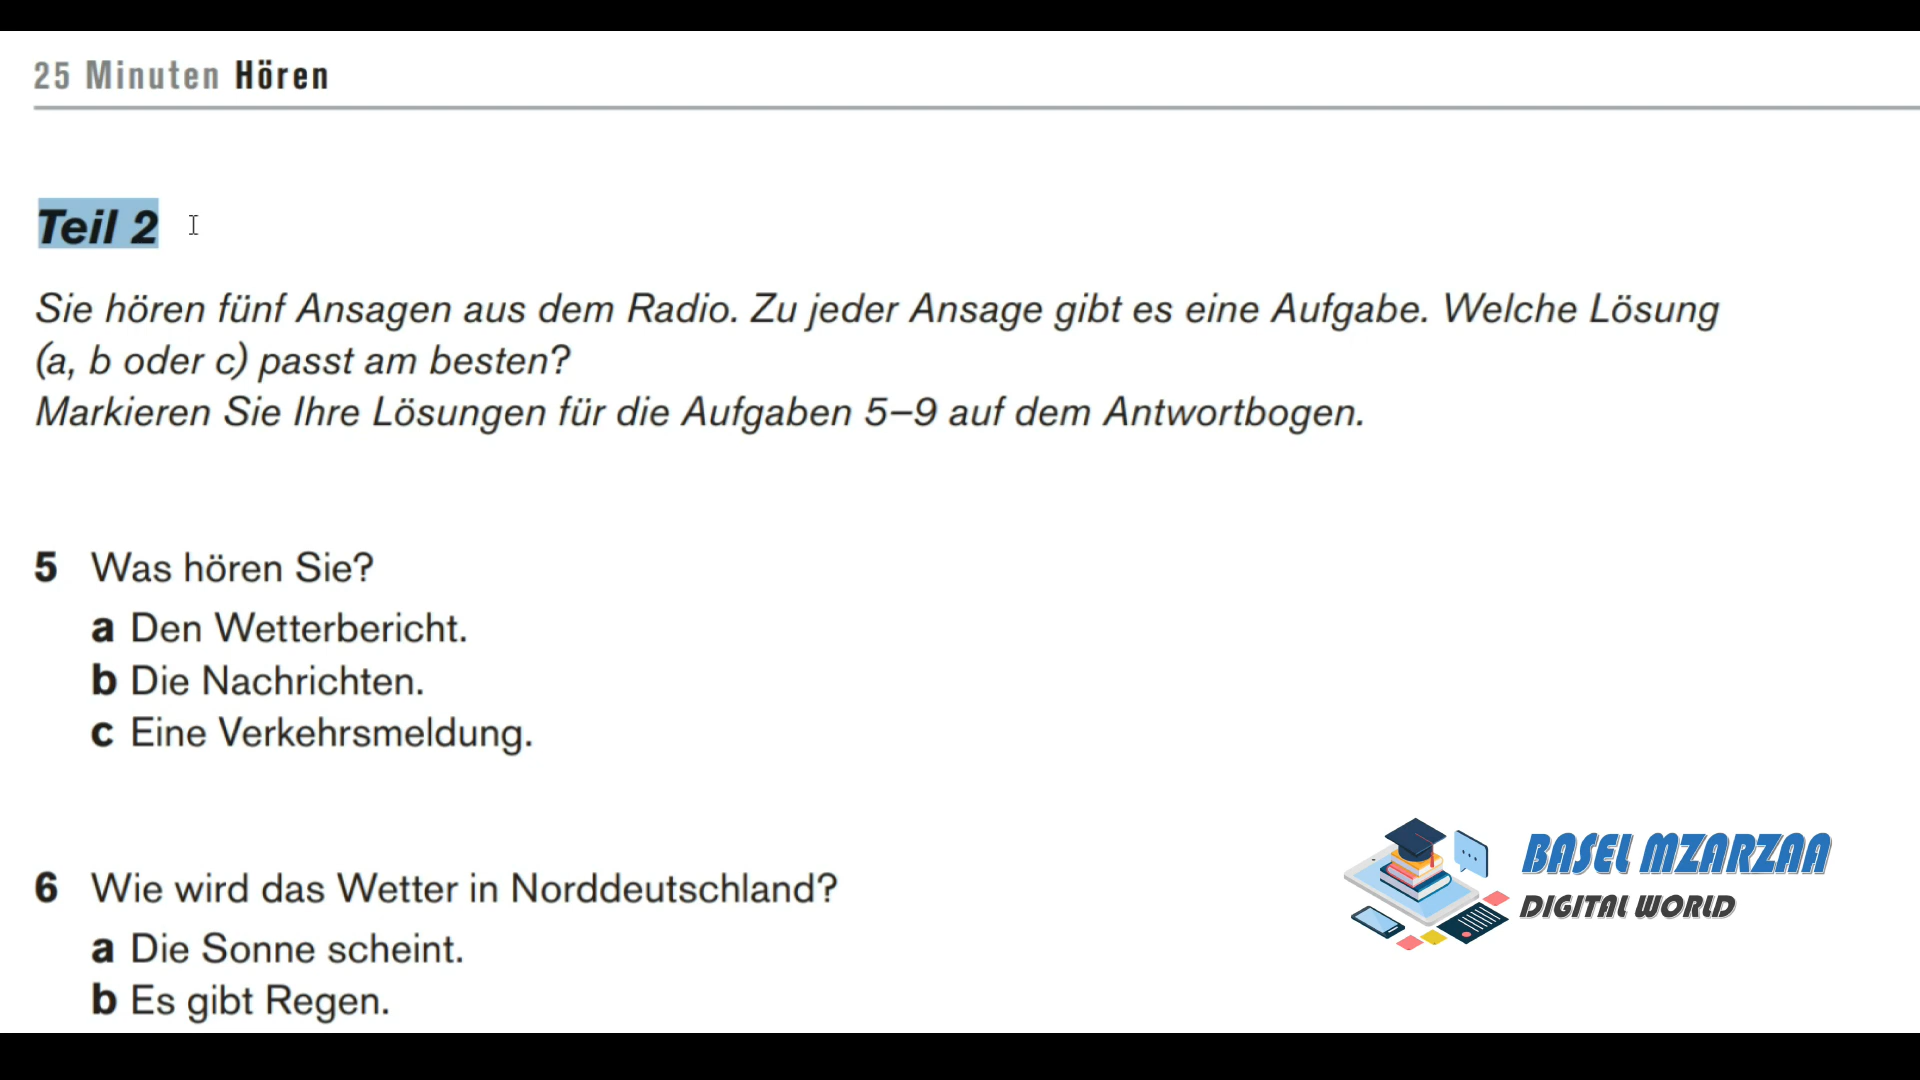 25 Minuten Hören
Teil 2
Sie hören fünf Ansagen aus dem Radio. Zu jeder Ansage gibt es eine Aufgabe. Welche Lösung
(a, b oder c) passt am besten?
Markieren Sie Ihre Lösungen für die Aufgaben 5–9 auf dem Antwortbogen.
5 Was hören Sie?
a Den Wetterbericht.
b Die Nachrichten.
c Eine Verkehrsmeldung.
6 Wie wird das Wetter in Norddeutschland?
a Die Sonne scheint.
b Es gibt Regen.
BASEL MZARZAA
DIGITAL WORLD